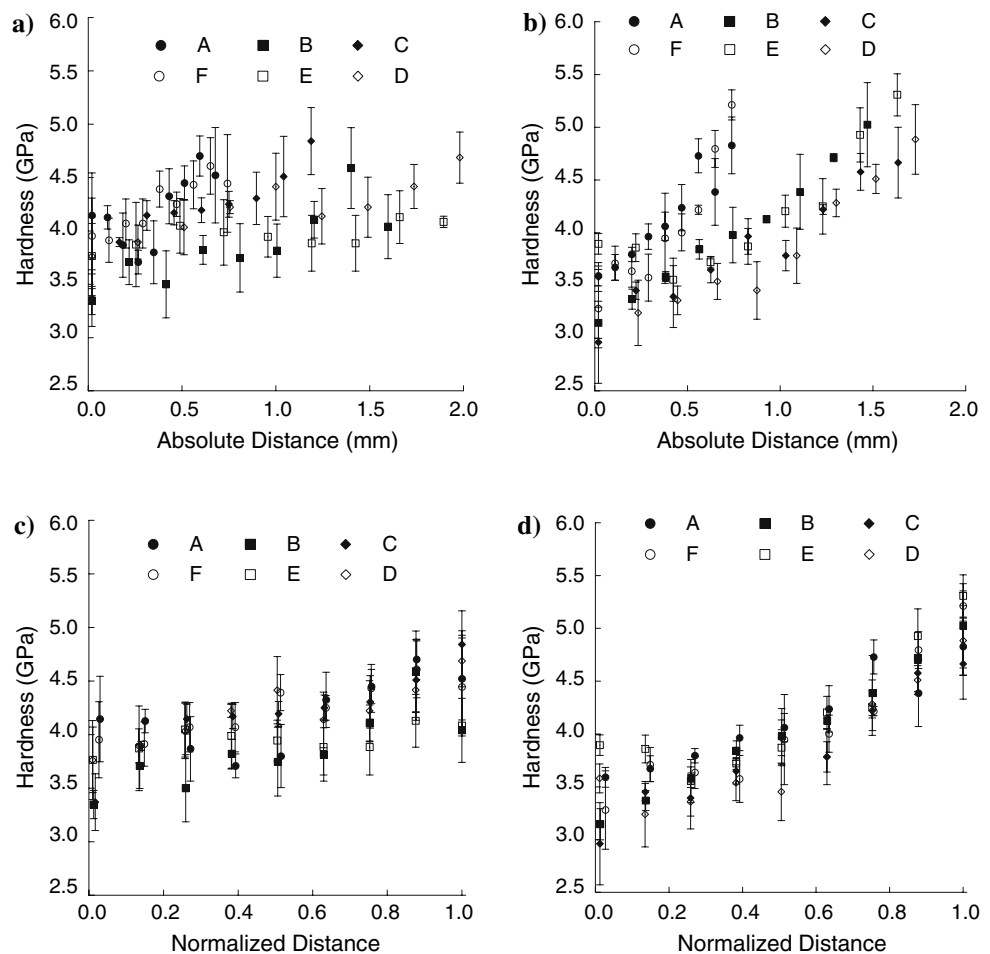 a)
A B C
F E D
6.0
5.5
5.0
4.5
4.0
3.5
3.0
2.5
Hardness (GPa)
0.0 0.5 1.0 1.5 2.0
Absolute Distance (mm)
b)
A B C
F E D
6.0
5.5
5.0
4.5
4.0
3.5
3.0
2.5
Hardness (GPa)
0.0 0.5 1.0 1.5 2.0
Absolute Distance (mm)
c)
A B C
F E D
6.0
5.5
5.0
4.5
4.0
3.5
3.0
2.5
Hardness (GPa)
0.0 0.2 0.4 0.6 0.8 1.0
Normalized Distance
d)
A B C
F E D
6.0
5.5
5.0
4.5
4.0
3.5
3.0
2.5
Hardness (GPa)
0.0 0.2 0.4 0.6 0.8 1.0
Normalized Distance